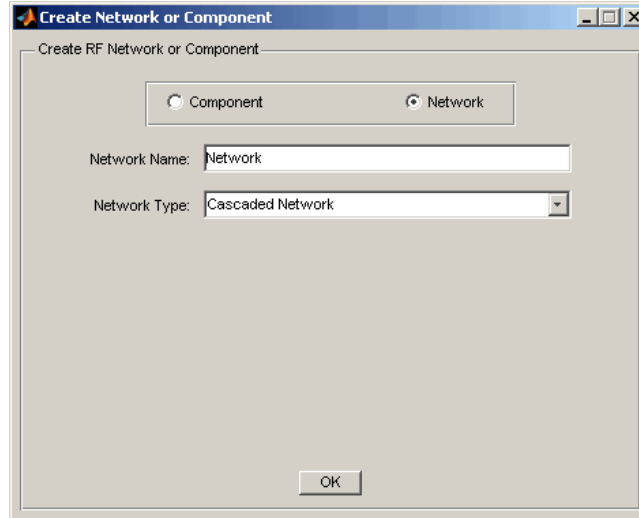 Create Network or Component
Create RF Network or Component
Component Network
Network Name: Network
Network Type: Cascaded Network
OK